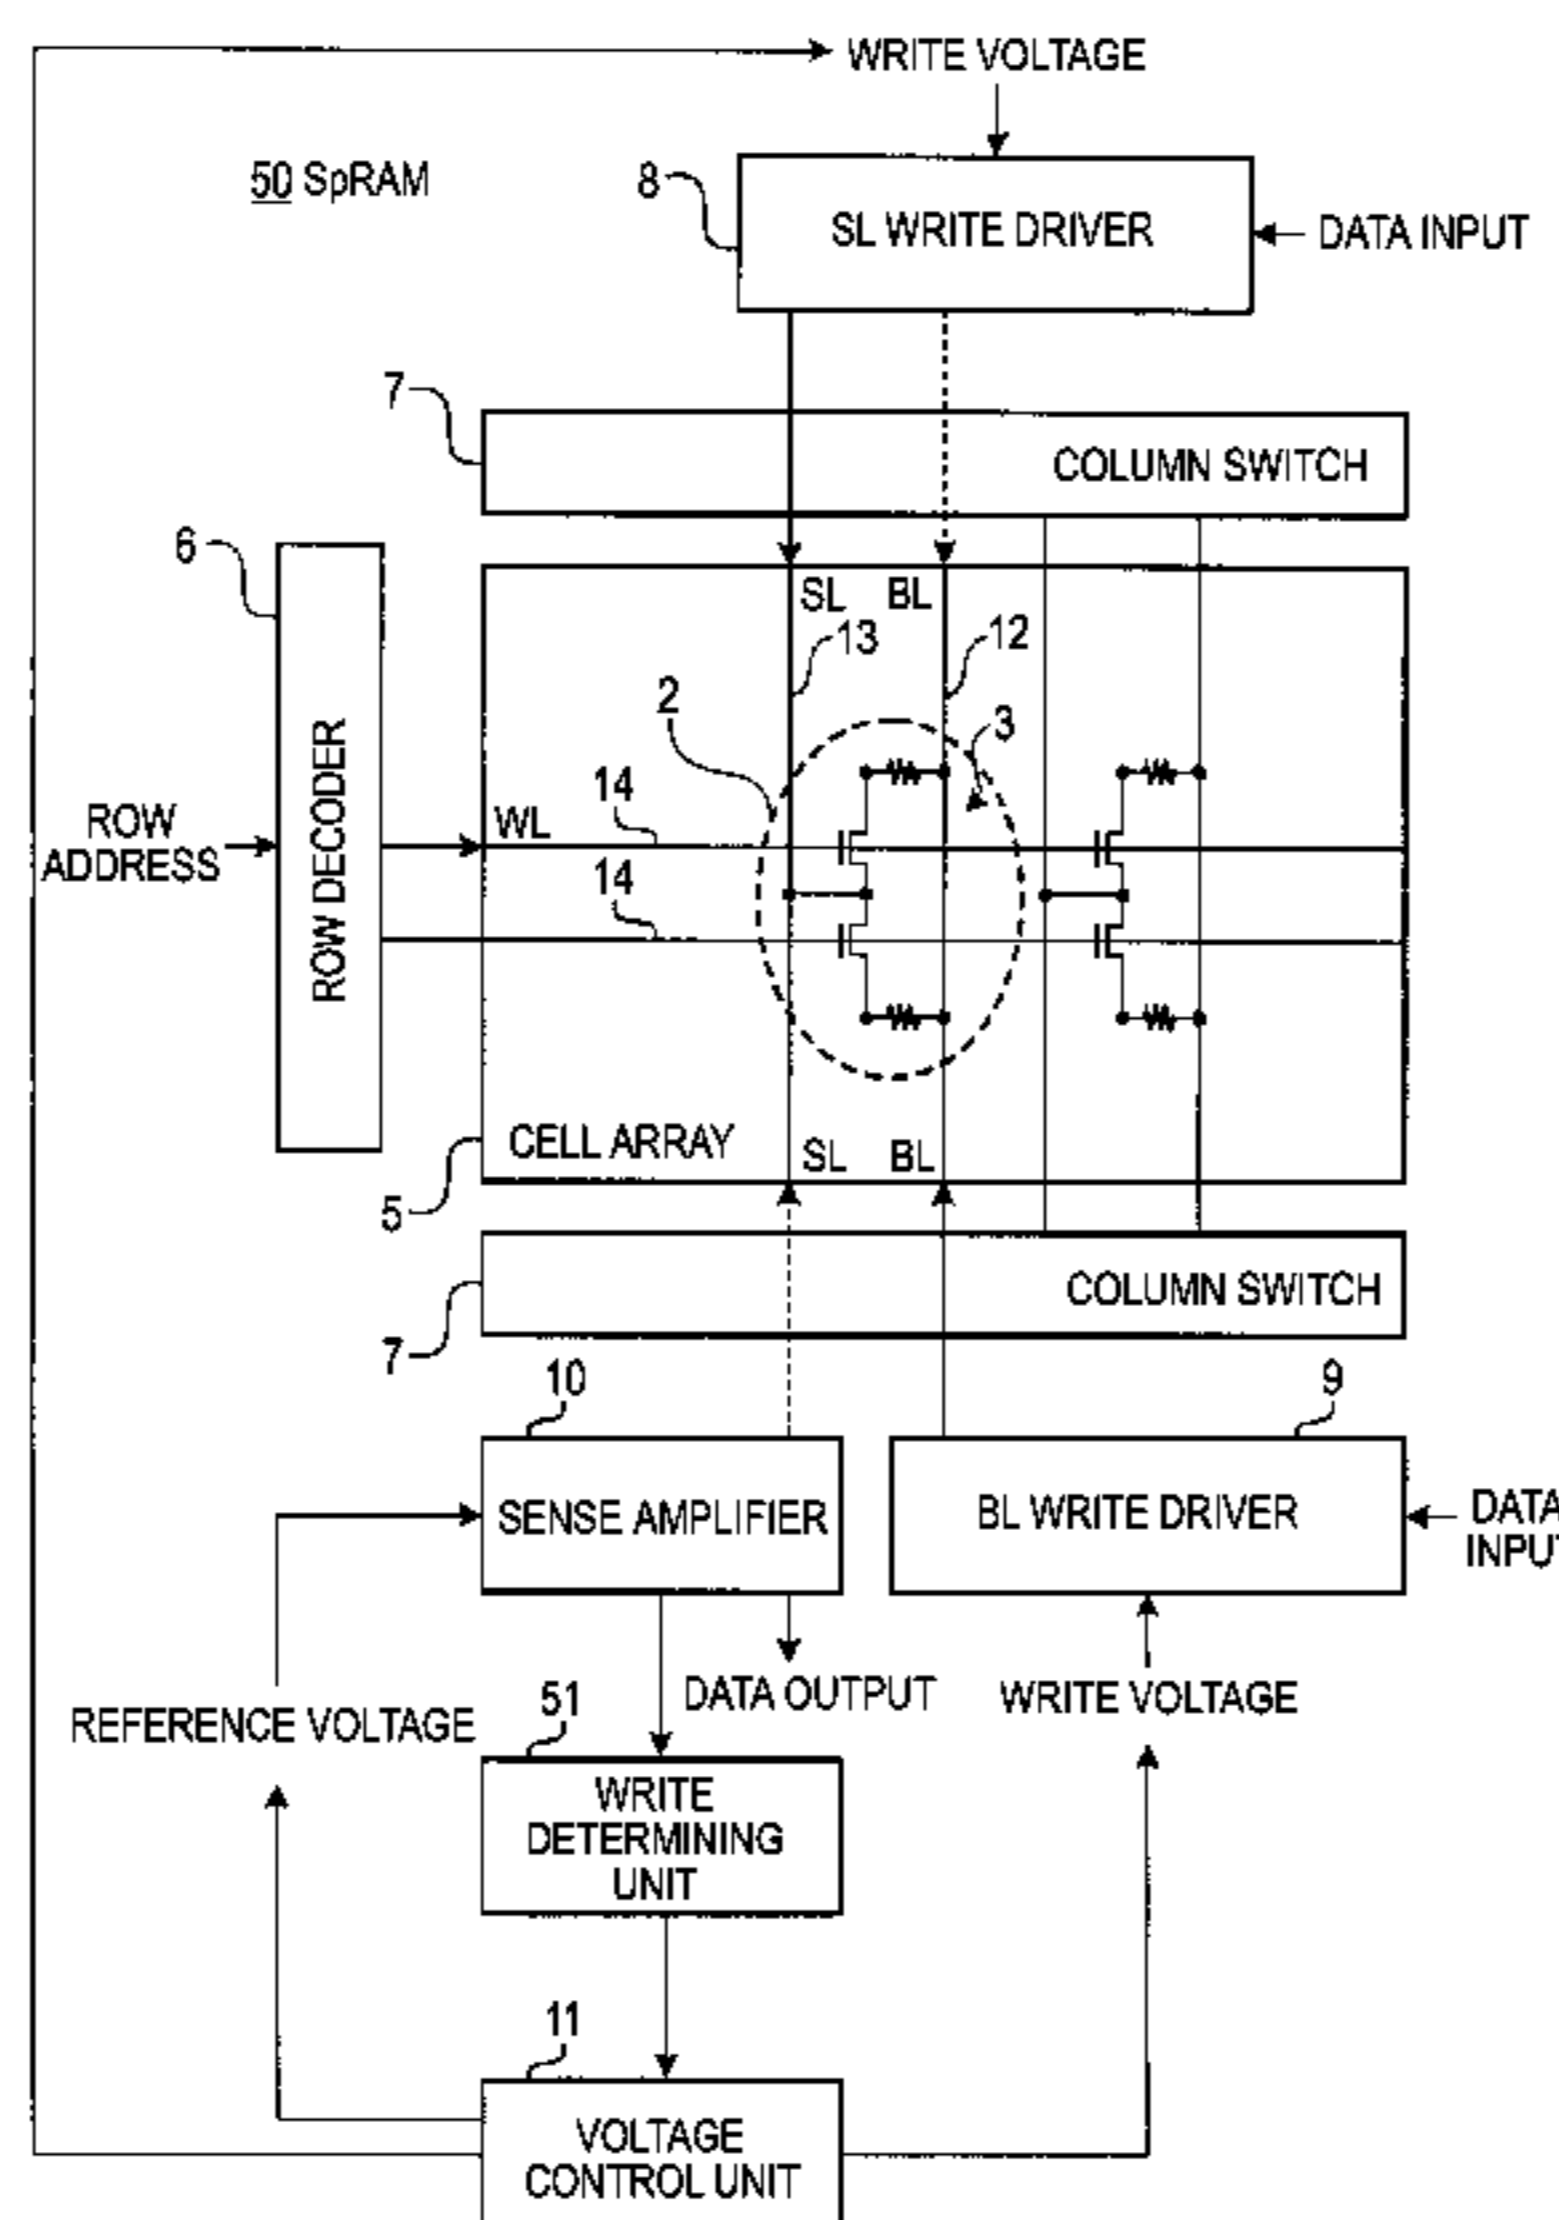 WRITE VOLTAGE
50 SpRAM
8
SL WRITE DRIVER
DATA INPUT
7
COLUMN SWITCH
6
SL BL
13
12
2
3
ROW DECODER
14
WL
ROW
ADDRESS
14
CELL ARRAY
SL BL
5
COLUMN SWITCH
7
10
9
SENSE AMPLIFIER
BL WRITE DRIVER
DATA
INPUT
DATA OUTPUT
WRITE VOLTAGE
REFERENCE VOLTAGE
51
WRITE
DETERMINING
UNIT
11
VOLTAGE
CONTROL UNIT